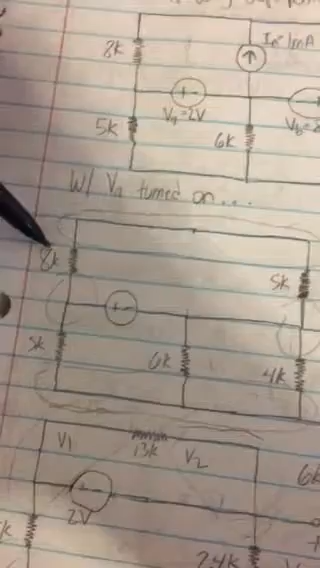 8k
I = 1mA
+-
Va=2V
5k
6k
W/ Va turned on...
8k
5k
+-
5k
6k
4k
V1
13k
V2
6k
+-
2V
2.4k